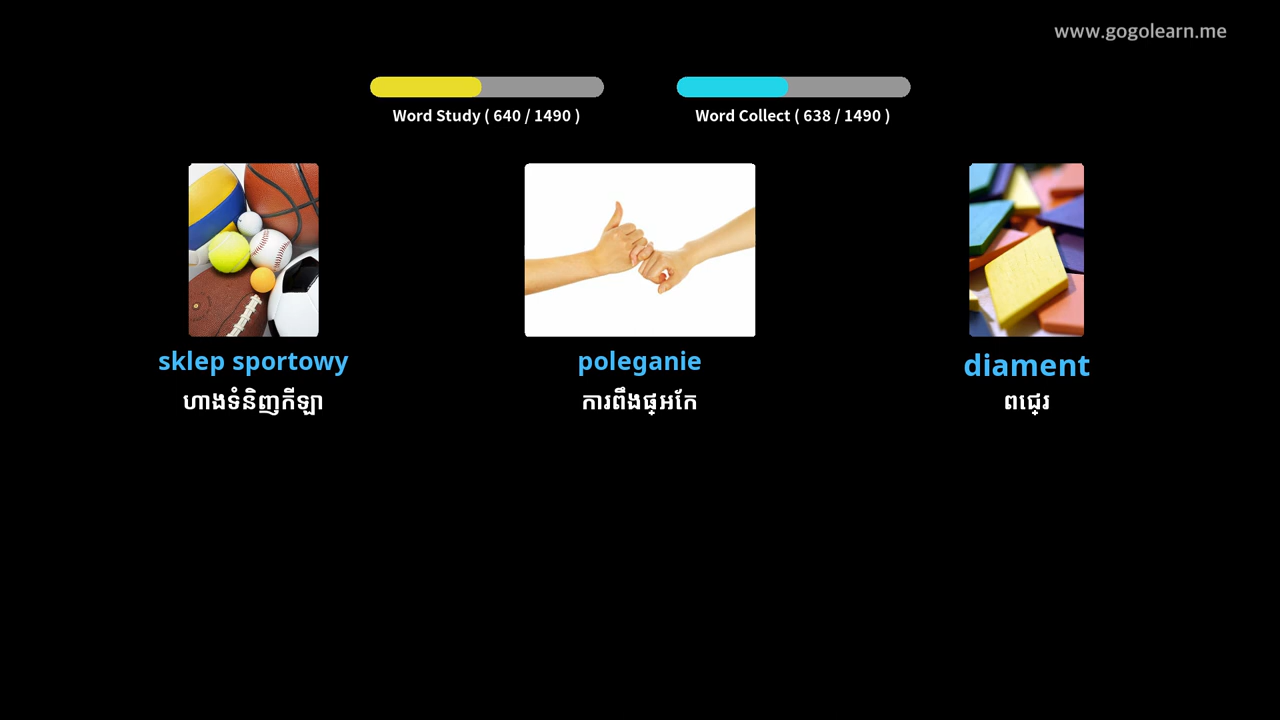 www.gogolearn.me
Word Study ( 640 / 1490 )
Word Collect ( 638 / 1490 )
sklep sportowy
poleganie
diament
ហាងទំនិញកីឡា
ការពឹងផ្អែក
ពេជ្រ